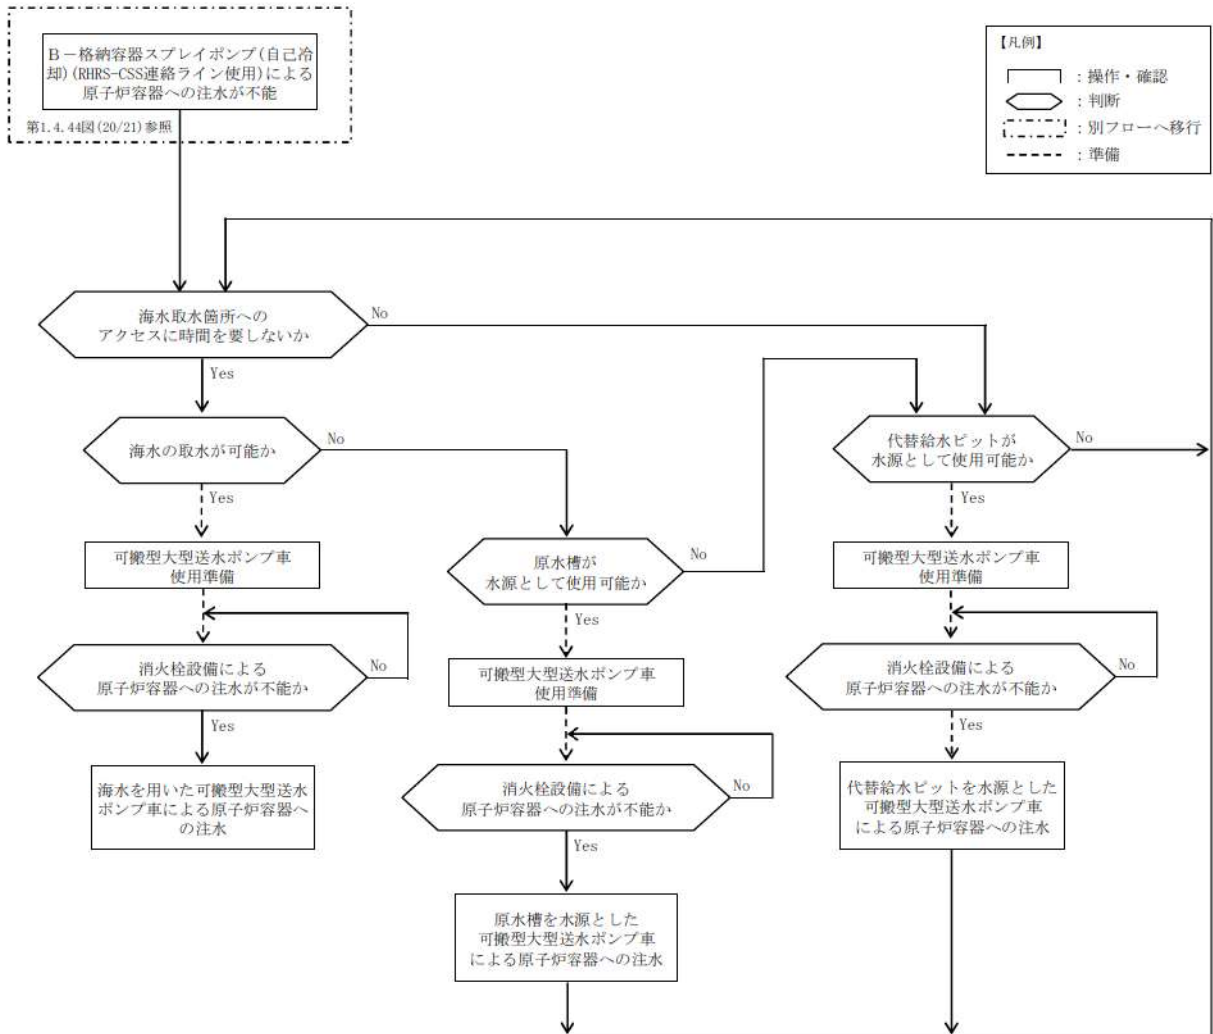 B－格納容器スプレイポンプ(自己冷
却)(RHRS-CSS連絡ライン使用)による
原子炉容器への注水が不能
第1.4.44図(20/21)参照
【凡例】
：操作・確認
：判断
：別フローへ移行
：準備
海水取水箇所への
アクセスに時間を要しないか
No
Yes
海水の取水が可能か
No
Yes
代替給水ピットが
水源として使用可能か
No
Yes
可搬型大型送水ポンプ車
使用準備
原水槽が
水源として使用可能か
No
Yes
可搬型大型送水ポンプ車
使用準備
消火栓設備による
原子炉容器への注水が不能か
No
Yes
可搬型大型送水ポンプ車
使用準備
消火栓設備による
原子炉容器への注水が不能か
No
Yes
海水を用いた可搬型大型送水
ポンプ車による原子炉容器へ
の注水
消火栓設備による
原子炉容器への注水が不能か
No
Yes
代替給水ピットを水源とした
可搬型大型送水ポンプ車
による原子炉容器への注水
原水槽を水源とした
可搬型大型送水ポンプ車
による原子炉容器への注水